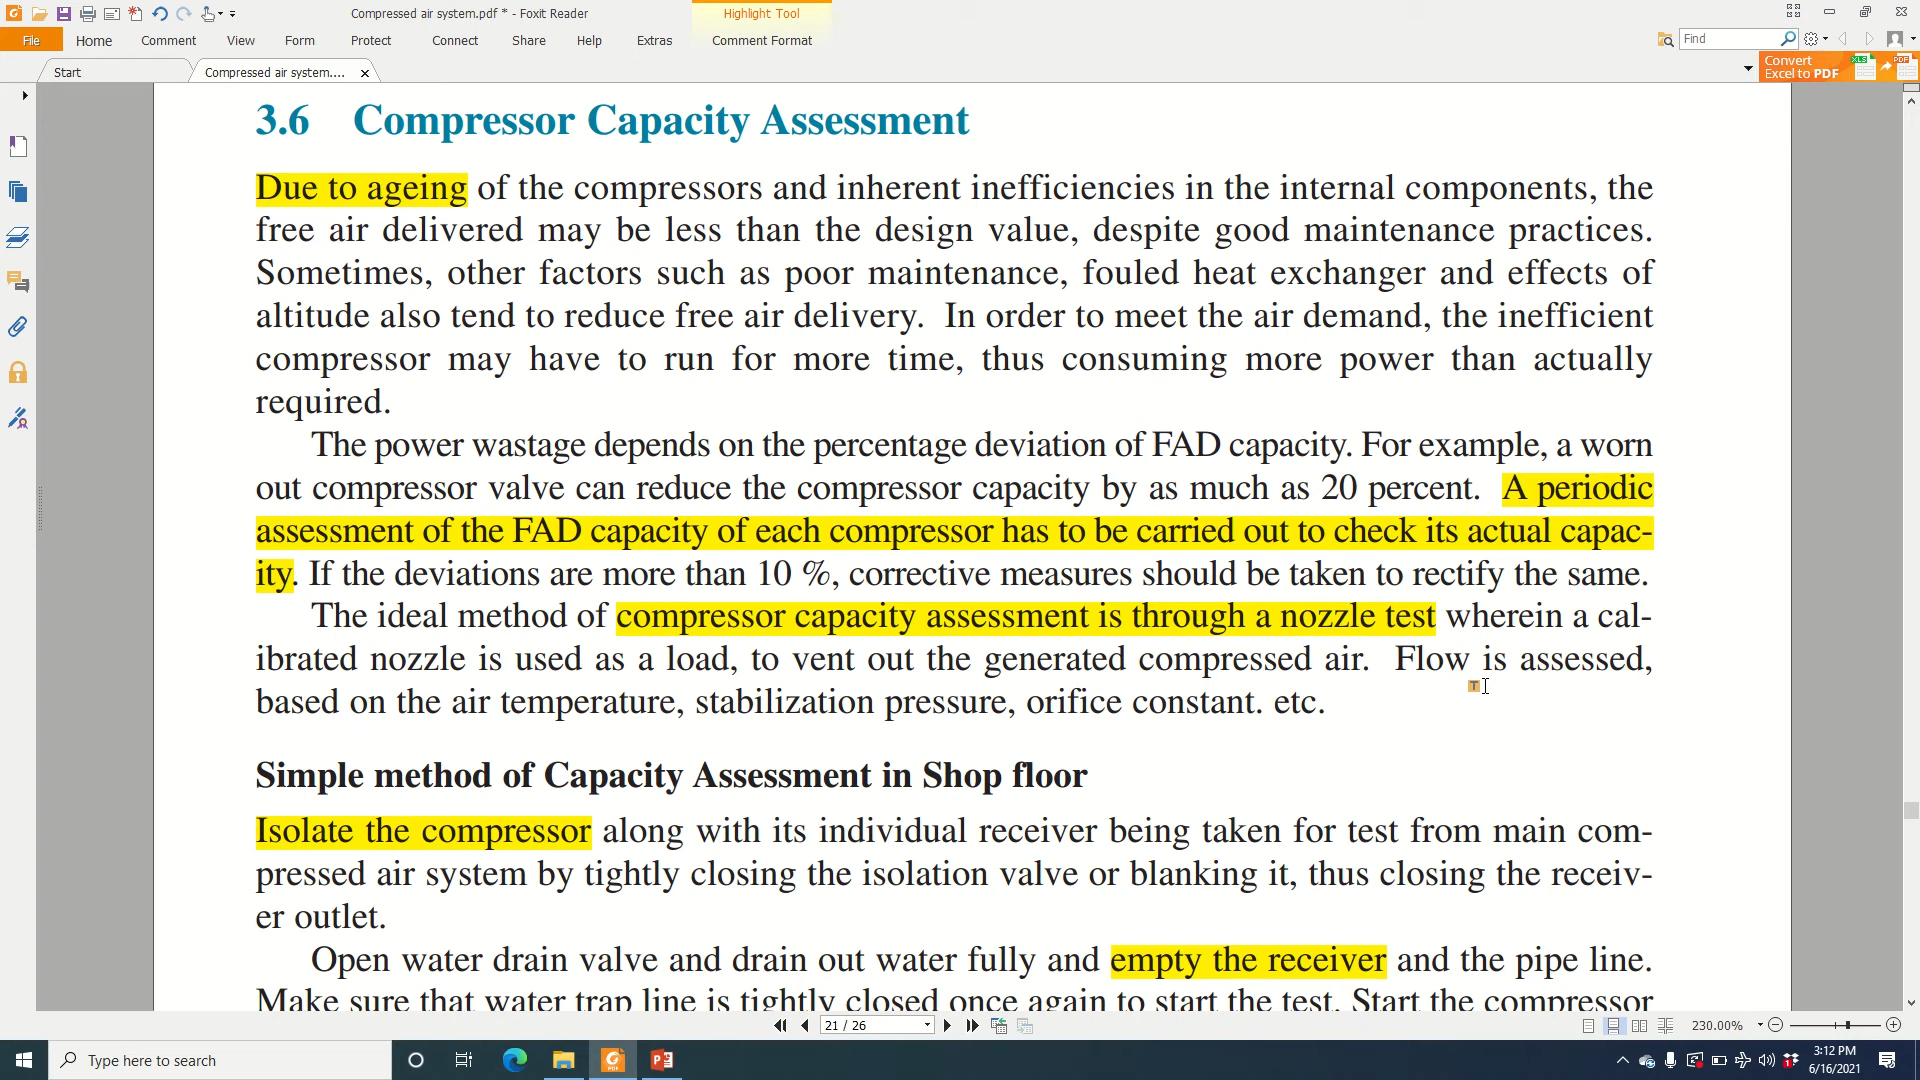 Compressed air system.pdf * - Foxit Reader
Highlight Tool
File
Home
Comment
View
Form
Protect
Connect
Share
Help
Extras
Comment Format
Find
Start
Compressed air system....
Convert
Excel to PDF
3.6 Compressor Capacity Assessment
Due to ageing of the compressors and inherent inefficiencies in the internal components, the
free air delivered may be less than the design value, despite good maintenance practices.
Sometimes, other factors such as poor maintenance, fouled heat exchanger and effects of
altitude also tend to reduce free air delivery. In order to meet the air demand, the inefficient
compressor may have to run for more time, thus consuming more power than actually
required.
The power wastage depends on the percentage deviation of FAD capacity. For example, a worn
out compressor valve can reduce the compressor capacity by as much as 20 percent. A periodic
assessment of the FAD capacity of each compressor has to be carried out to check its actual capac-
ity. If the deviations are more than 10 %, corrective measures should be taken to rectify the same.
The ideal method of compressor capacity assessment is through a nozzle test wherein a cal-
ibrated nozzle is used as a load, to vent out the generated compressed air. Flow is assessed,
based on the air temperature, stabilization pressure, orifice constant. etc.
Simple method of Capacity Assessment in Shop floor
Isolate the compressor along with its individual receiver being taken for test from main com-
pressed air system by tightly closing the isolation valve or blanking it, thus closing the receiv-
er outlet.
Open water drain valve and drain out water fully and empty the receiver and the pipe line.
Make sure that water trap line is tightly closed once again to start the test. Start the compressor
21 / 26
230.00%
Type here to search
3:12 PM
6/16/2021